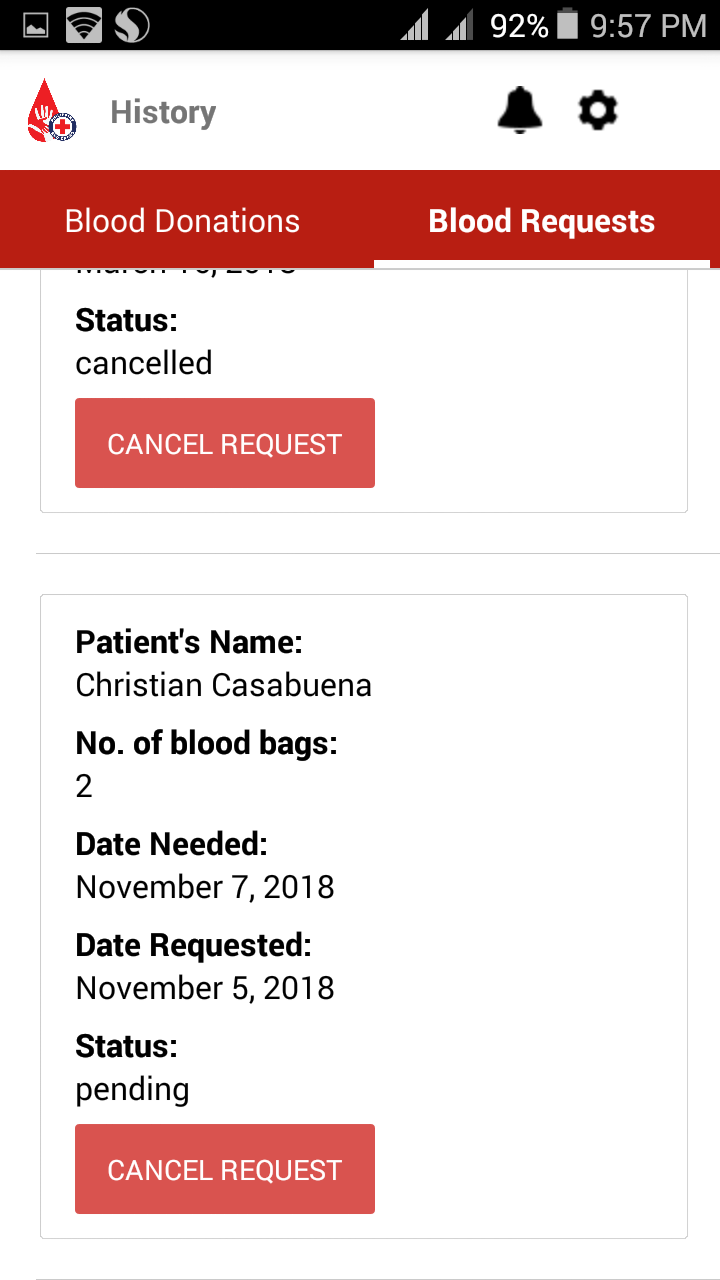 92% 9:57 PM
History
Blood Donations Blood Requests
Status:
cancelled
CANCEL REQUEST
Patient's Name:
Christian Casabuena
No. of blood bags:
2
Date Needed:
November 7, 2018
Date Requested:
November 5, 2018
Status:
pending
CANCEL REQUEST